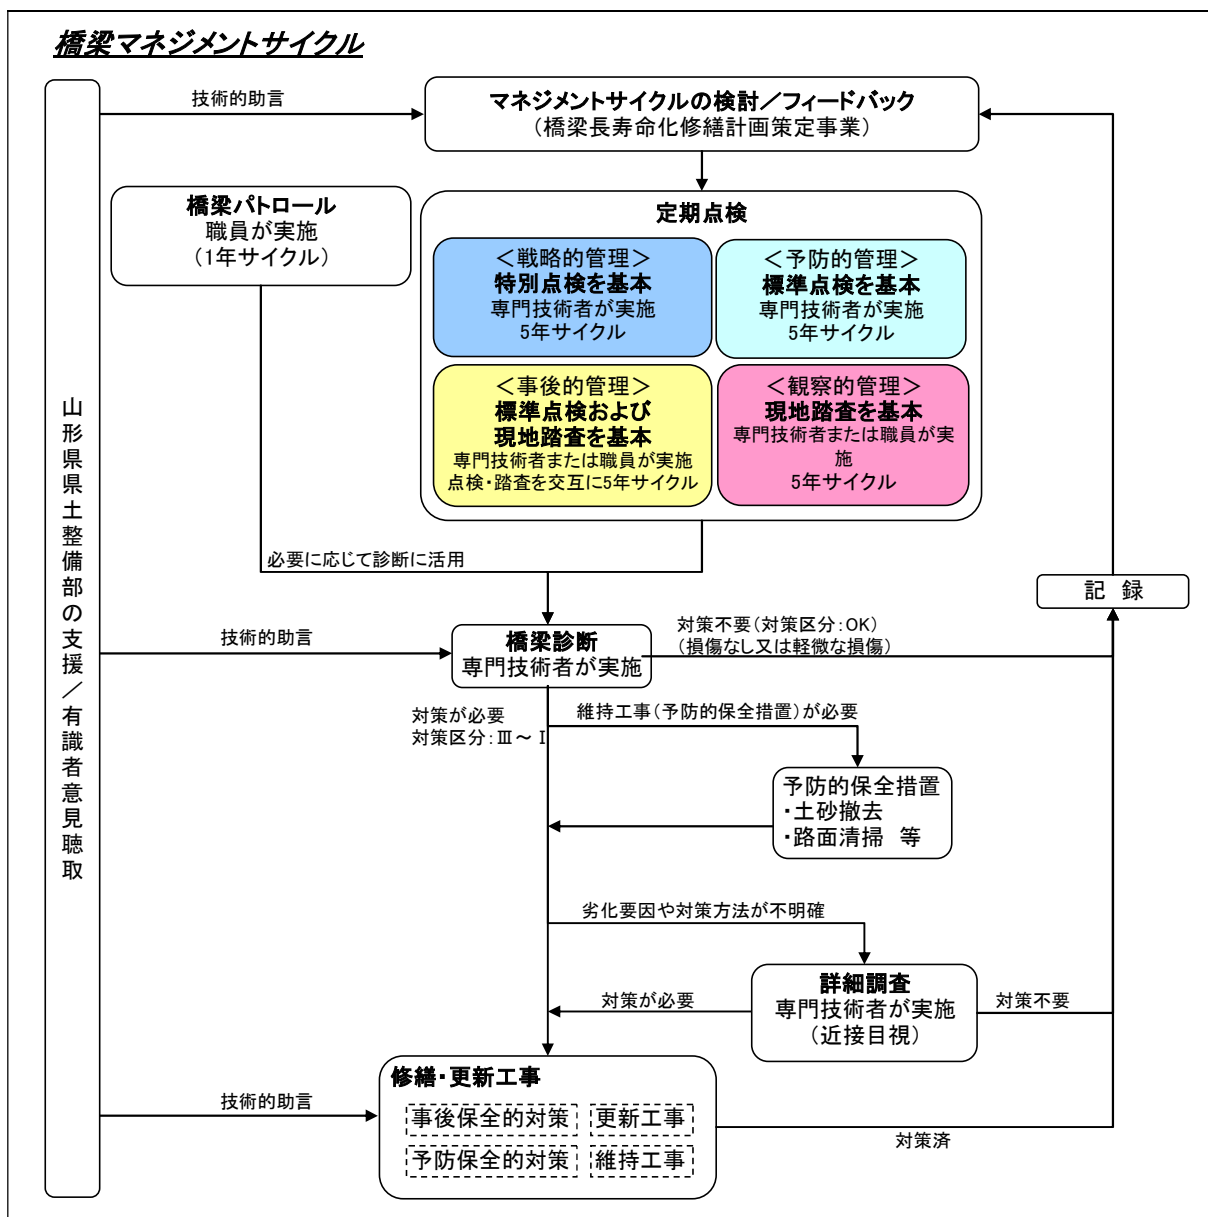 橋梁マネジメントサイクル
技術的助言
マネジメントサイクルの検討／フィードバック
（橋梁長寿命化修繕計画策定事業）
橋梁パトロール
職員が実施
（1年サイクル）
定期点検
＜戦略的管理＞
特別点検を基本
専門技術者が実施
5年サイクル
＜予防的管理＞
標準点検を基本
専門技術者が実施
5年サイクル
＜事後的管理＞
標準点検および
現地踏査を基本
専門技術者または職員が実施
点検・踏査を交互に5年サイクル
＜観察的管理＞
現地踏査を基本
専門技術者または職員が実
施
5年サイクル
山形県県土整備部の支援／有識者意見聴取
必要に応じて診断に活用
記　録
技術的助言
橋梁診断
専門技術者が実施
対策不要（対策区分：OK）
（損傷なし又は軽微な損傷）
対策が必要
対策区分：Ⅲ～Ⅰ
維持工事（予防的保全措置）が必要
予防的保全措置
・土砂撤去
・路面清掃　等
劣化要因や対策方法が不明確
対策が必要
詳細調査
専門技術者が実施
（近接目視）
対策不要
技術的助言
修繕・更新工事
事後保全的対策
更新工事
予防保全的対策
維持工事
対策済